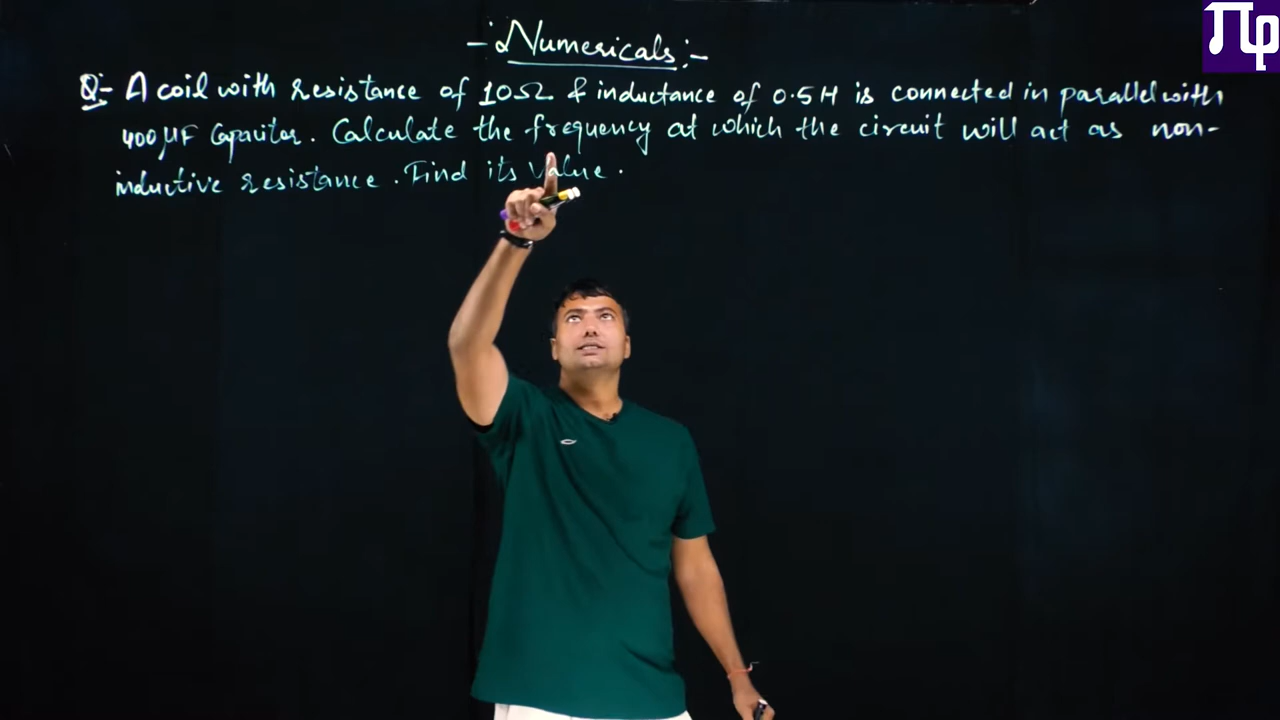 -: Numericals :-
Q:- A coil with resistance of 10Ω & inductance of 0.5H is connected in parallel with
400μF Capacitor. Calculate the frequency at which the circuit will act as non-
inductive resistance. Find its value.
πφ